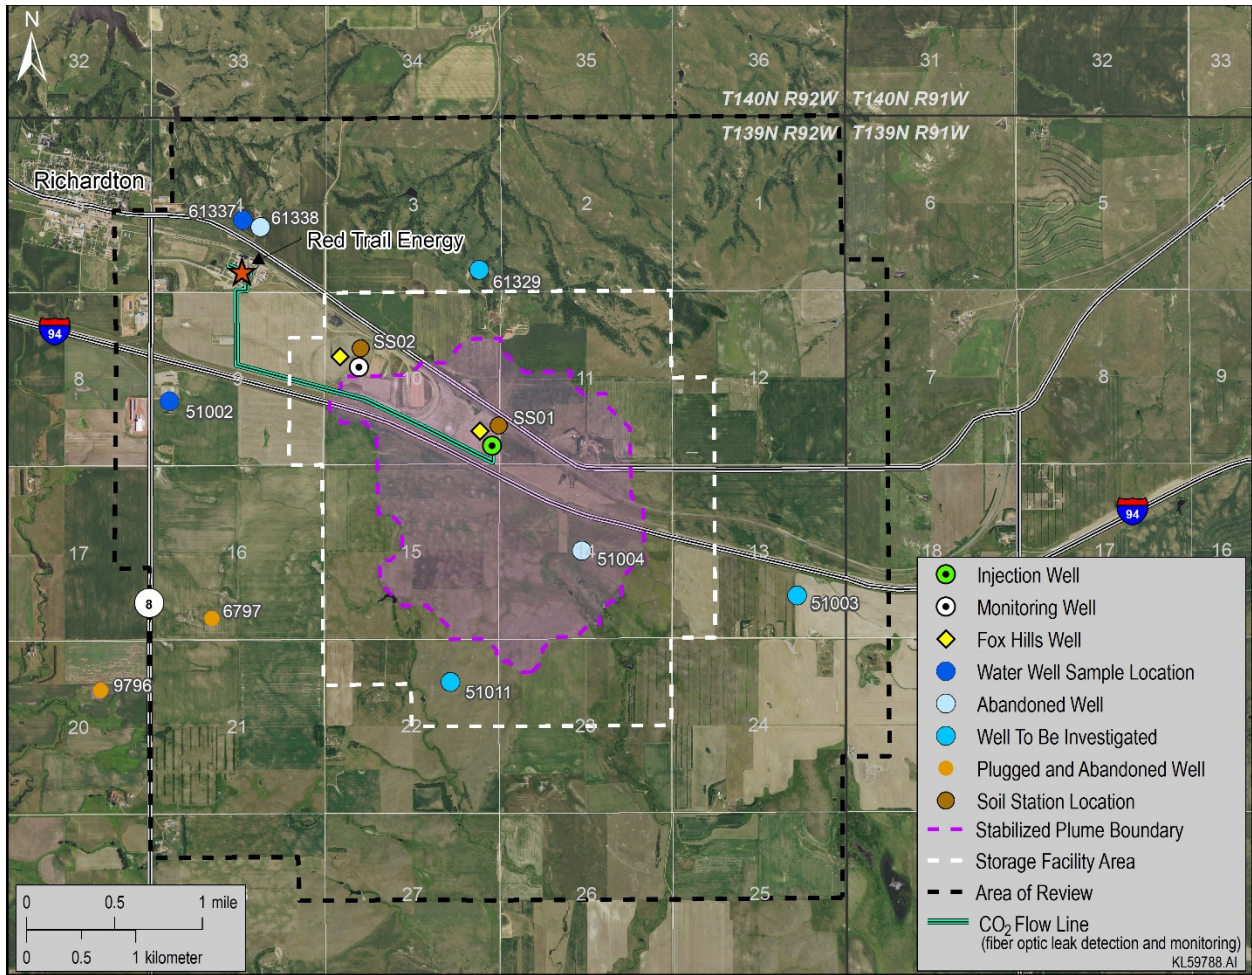 N
32
33
34
35
36
31
32
33
T140N R92W
T140N R91W
T139N R92W
T139N R91W
Richardton
61337
61338
3
2
1
6
5
4
Red Trail Energy
61329
94
SS02
8
9
10
11
12
7
8
9
51002
SS01
94
17
16
15
14
13
18
17
16
51004
51003
8
6797
9796
51011
20
21
22
23
24
27
26
25
Injection Well
Monitoring Well
Fox Hills Well
Water Well Sample Location
Abandoned Well
Well To Be Investigated
Plugged and Abandoned Well
Soil Station Location
Stabilized Plume Boundary
Storage Facility Area
Area of Review
CO2 Flow Line
(fiber optic leak detection and monitoring)
KL59788.AI
0 0.5 1 mile
0 0.5 1 kilometer